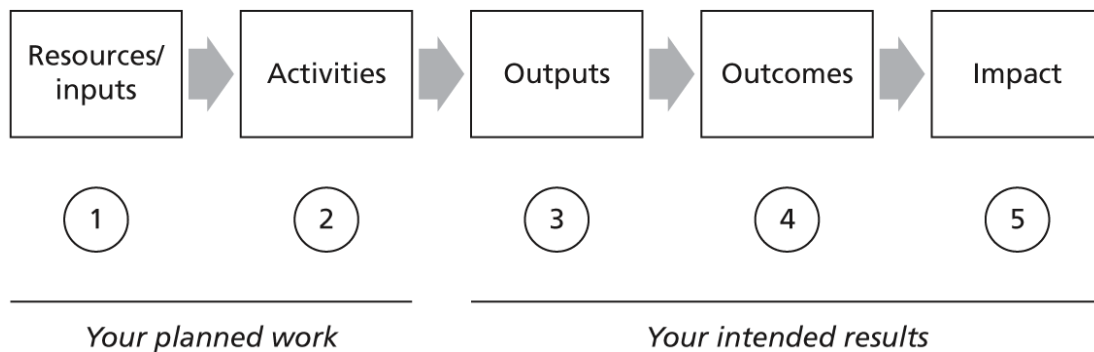 Resources/
inputs
Activities
Outputs
Outcomes
Impact
1
2
3
4
5
Your planned work
Your intended results